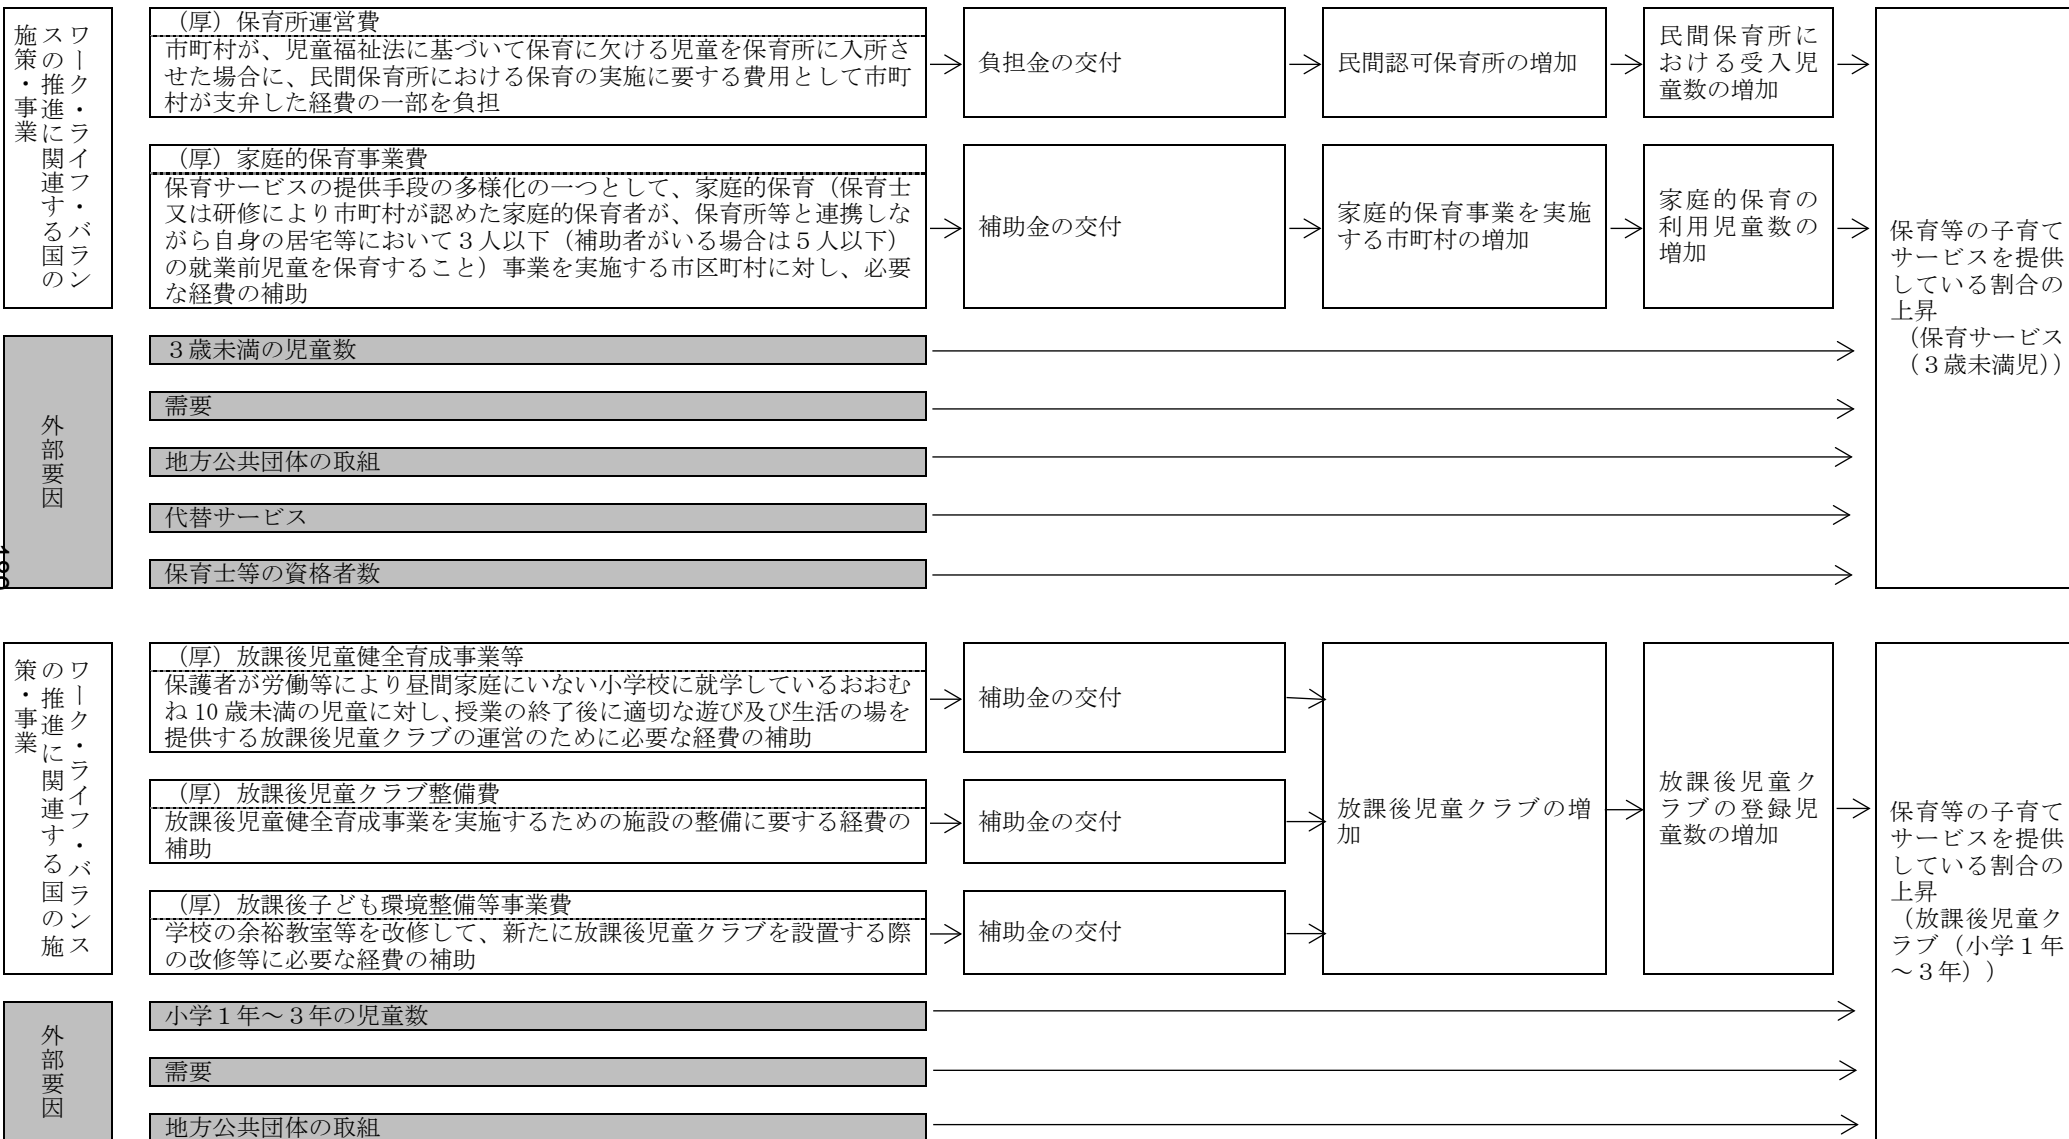 ワーク・ライフ・バラン
スの推進に関連する国の
施策・事業
（厚）保育所運営費
市町村が、児童福祉法に基づいて保育に欠ける児童を保育所に入所さ
せた場合に、民間保育所における保育の実施に要する費用として市町
村が支弁した経費の一部を負担
負担金の交付
民間認可保育所の増加
民間保育所に
おける受入児
童数の増加
（厚）家庭的保育事業費
保育サービスの提供手段の多様化の一つとして、家庭的保育（保育士
又は研修により市町村が認めた家庭的保育者が、保育所等と連携しな
がら自身の居宅等において３人以下（補助者がいる場合は５人以下）
の就業前児童を保育すること）事業を実施する市区町村に対し、必要
な経費の補助
補助金の交付
家庭的保育事業を実施
する市町村の増加
家庭的保育の
利用児童数の
増加
保育等の子育て
サービスを提供
している割合の
上昇
（保育サービス
（３歳未満児））
外部要因
３歳未満の児童数
需要
地方公共団体の取組
代替サービス
保育士等の資格者数
ワーク・ライフ・バランス
の推進に関連する国の施
策・事業
（厚）放課後児童健全育成事業等
保護者が労働等により昼間家庭にいない小学校に就学しているおおむ
ね 10 歳未満の児童に対し、授業の終了後に適切な遊び及び生活の場を
提供する放課後児童クラブの運営のために必要な経費の補助
補助金の交付
（厚）放課後児童クラブ整備費
放課後児童健全育成事業を実施するための施設の整備に要する経費の
補助
補助金の交付
（厚）放課後子ども環境整備等事業費
学校の余裕教室等を改修して、新たに放課後児童クラブを設置する際
の改修等に必要な経費の補助
補助金の交付
放課後児童クラブの増
加
放課後児童ク
ラブの登録児
童数の増加
保育等の子育て
サービスを提供
している割合の
上昇
（放課後児童ク
ラブ（小学１年
～３年））
外部要因
小学１年～３年の児童数
需要
地方公共団体の取組